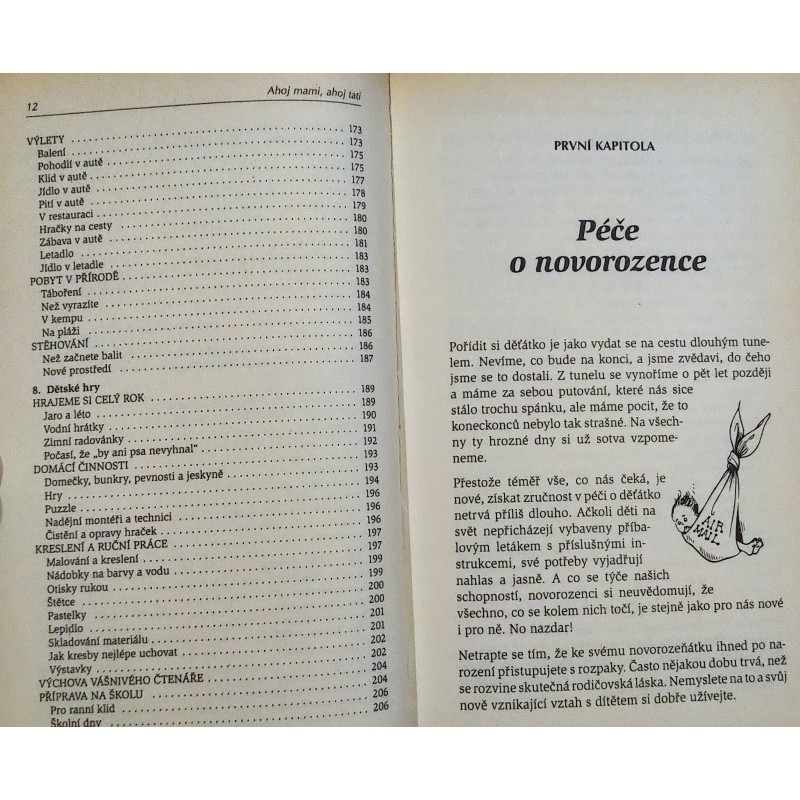 12 Ahoj mami, ahoj tati
VÝLETY 173
Balení 173
Pohodlí v autě 175
Klid v autě 175
Jídlo v autě 177
Pití v autě 178
V restauraci 179
Hračky na cesty 180
Zábava v autě 180
Letadlo 181
Jídlo v letadle 183
POBYT V PŘÍRODĚ 183
Táboření 183
Než vyrazíte 184
V kempu 184
Na pláži 185
STĚHOVÁNÍ 186
Než začnete balit 186
Nové prostředí 187
8. Dětské hry
HRAJEME SI CELÝ ROK 189
Jaro a léto 189
Vodní hrátky 190
Zimní radovánky 191
Počasí, že „by ani psa nevyhnal“ 192
DOMÁCÍ ČINNOSTI 193
Domečky, bunkry, pevnosti a jeskyně 193
Hry 194
Puzzle 196
Nadějní montéři a technici 196
Čistění a opravy hraček 196
KRESLENÍ A RUČNÍ PRÁCE 197
Malování a kreslení 197
Nádobky na barvy a vodu 199
Otisky rukou 199
Štětce 200
Pastelky 200
Lepidlo 201
Skladování materiálu 201
Jak kresby nejlépe uchovat 202
Výstavky 202
VÝCHOVA VÁŠNIVÉHO ČTENÁŘE 204
PŘÍPRAVA NA ŠKOLU 204
Pro ranní klid 206
Školní dny 206
PRVNÍ KAPITOLA
Péče
o novorozence
Pořídit si děťátko je jako vydat se na cestu dlouhým tune-
lem. Nevíme, co bude na konci, a jsme zvědavi, do čeho
jsme se to dostali. Z tunelu se vynoříme o pět let později
a máme za sebou putování, které nás sice
stálo trochu spánku, ale máme pocit, že to
koneckonců nebylo tak strašné. Na všech-
ny ty hrozné dny si už sotva vzpome-
neme.
Přestože téměř vše, co nás čeká, je
nové, získat zručnost v péči o děťátko
netrvá příliš dlouho. Ačkoli děti na
svět nepřicházejí vybaveny příba-
lovým letákem s příslušnými in-
strukcemi, své potřeby vyjadřují
nahlas a jasně. A co se týče našich
schopností, novorozenci si neuvědomují, že
všechno, co se kolem nich točí, je stejně jako pro nás nové
i pro ně. No nazdar!
AIR
MAIL
Netrapte se tím, že ke svému novorozeňátku ihned po na-
rození přistupujete s rozpaky. Často nějakou dobu trvá, než
se rozvine skutečná rodičovská láska. Nemyslete na to a svůj
nově vznikající vztah s dítětem si dobře užívejte.